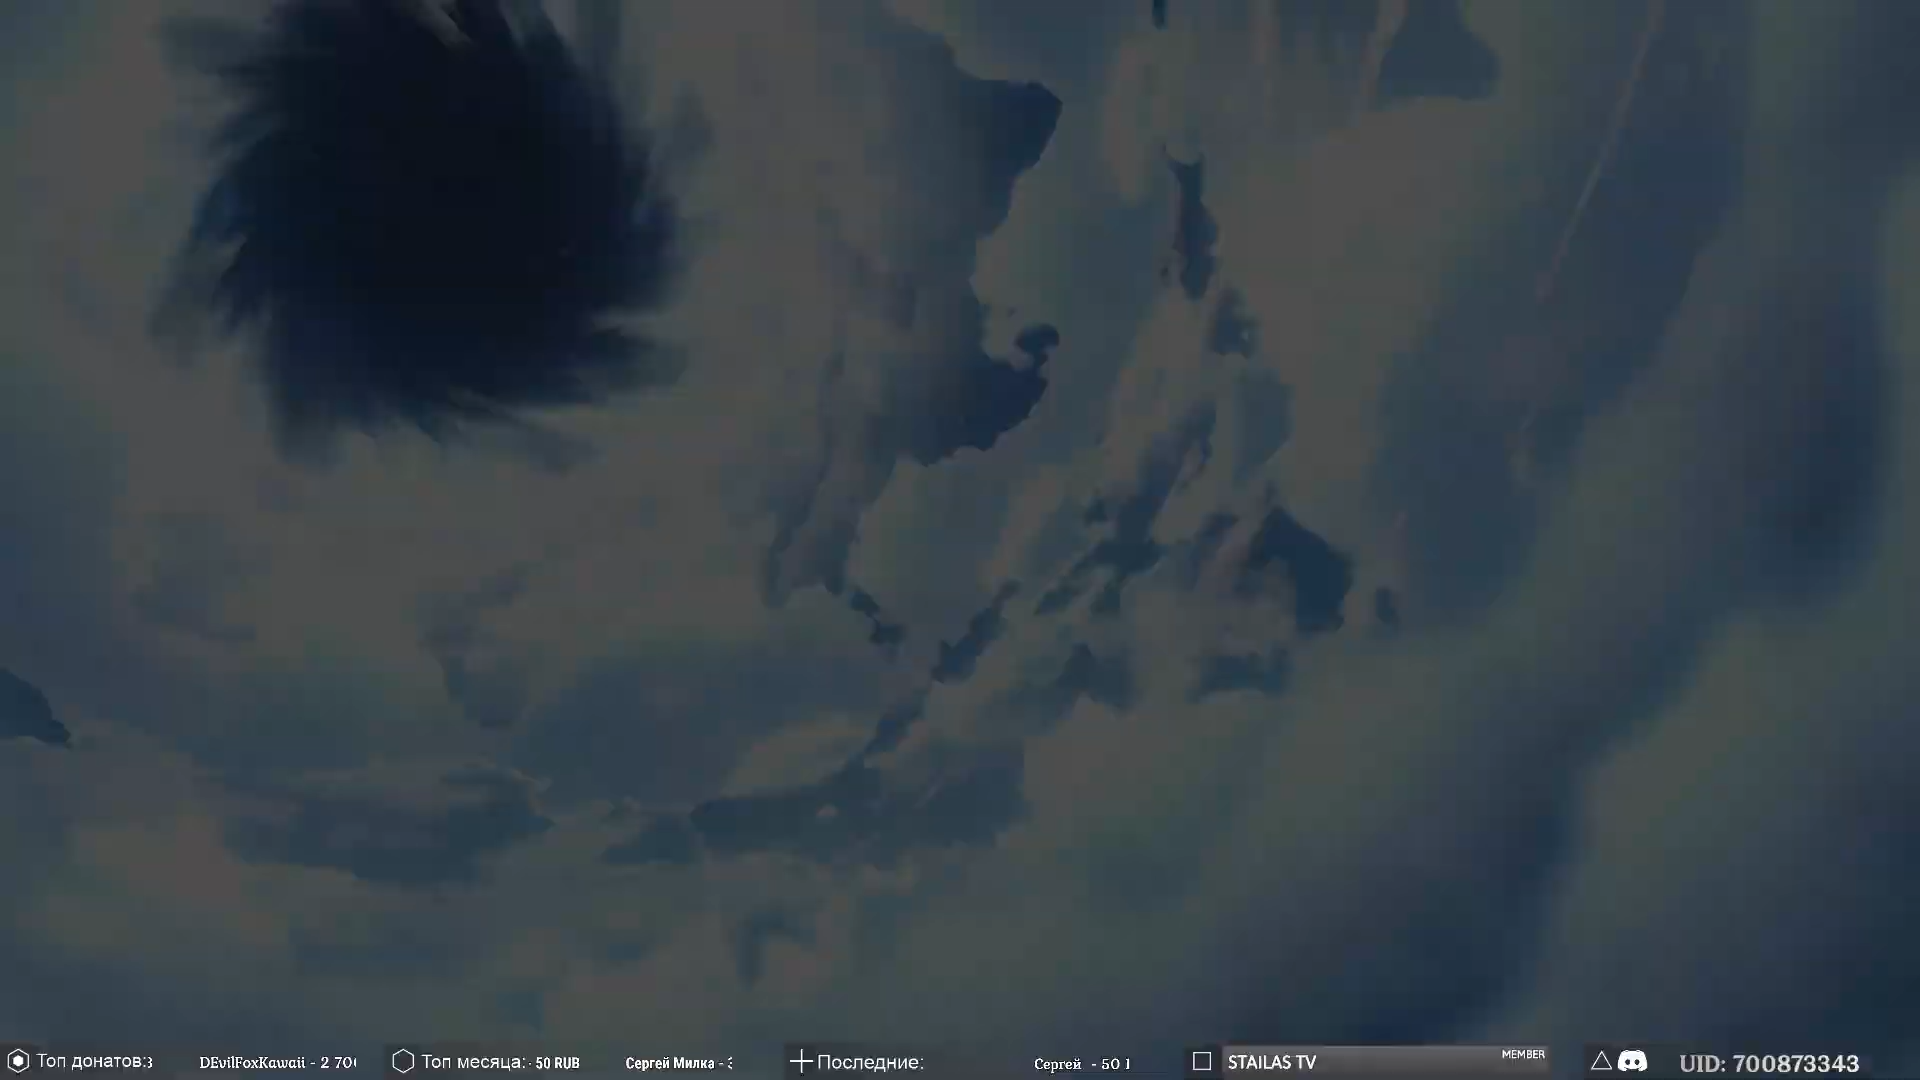 Топ донатов:3 DEvilFoxKawaii - 2 70 Топ месяца: - 50 RUB Сергей Милка - Последние: Сергей - 50 STAILAS TV MEMBER UID: 700873343